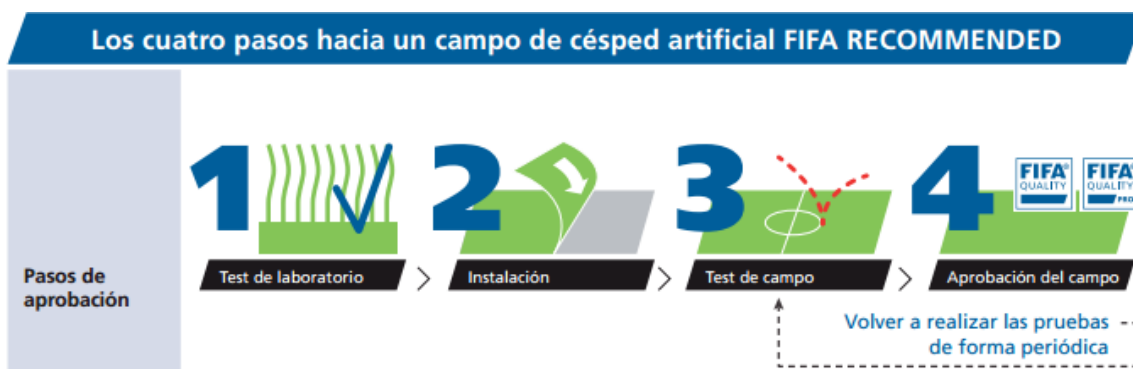 Los cuatro pasos hacia un campo de césped artificial FIFA RECOMMENDED
1
2
3
4
FIFA®
QUALITY
FIFA®
QUALITY
PRO
Pasos de
aprobación
Test de laboratorio
Instalación
Test de campo
Aprobación del campo
Volver a realizar las pruebas
de forma periódica